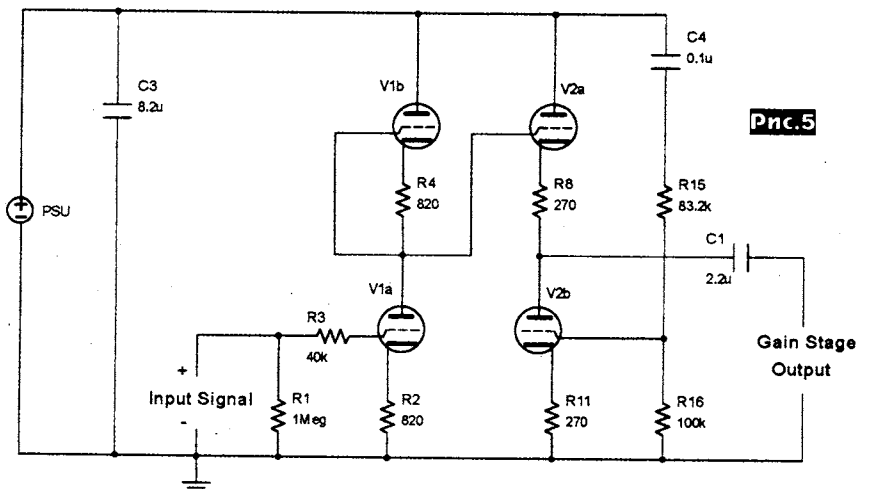 C4
0.1u
C3
8.2u
V1b
V2a
Рис.5
R4
820
R8
270
R15
83.2k
PSU
C1
2.2u
V1a
V2b
R3
40k
Gain Stage
Output
+
Input Signal
-
R1
1Meg
R2
820
R11
270
R16
100k